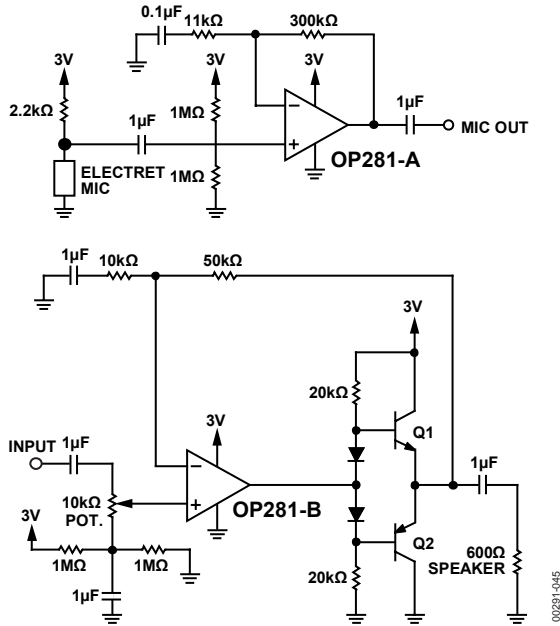 0.1µF
11kΩ
300kΩ
3V
3V
3V
2.2kΩ
1MΩ
1µF
1µF
MIC OUT
OP281-A
ELECTRET
MIC
1MΩ
1µF
10kΩ
50kΩ
3V
20kΩ
3V
Q1
INPUT
1µF
1µF
10kΩ
POT.
OP281-B
3V
Q2
1MΩ
1MΩ
600Ω
SPEAKER
20kΩ
1µF
00291-045